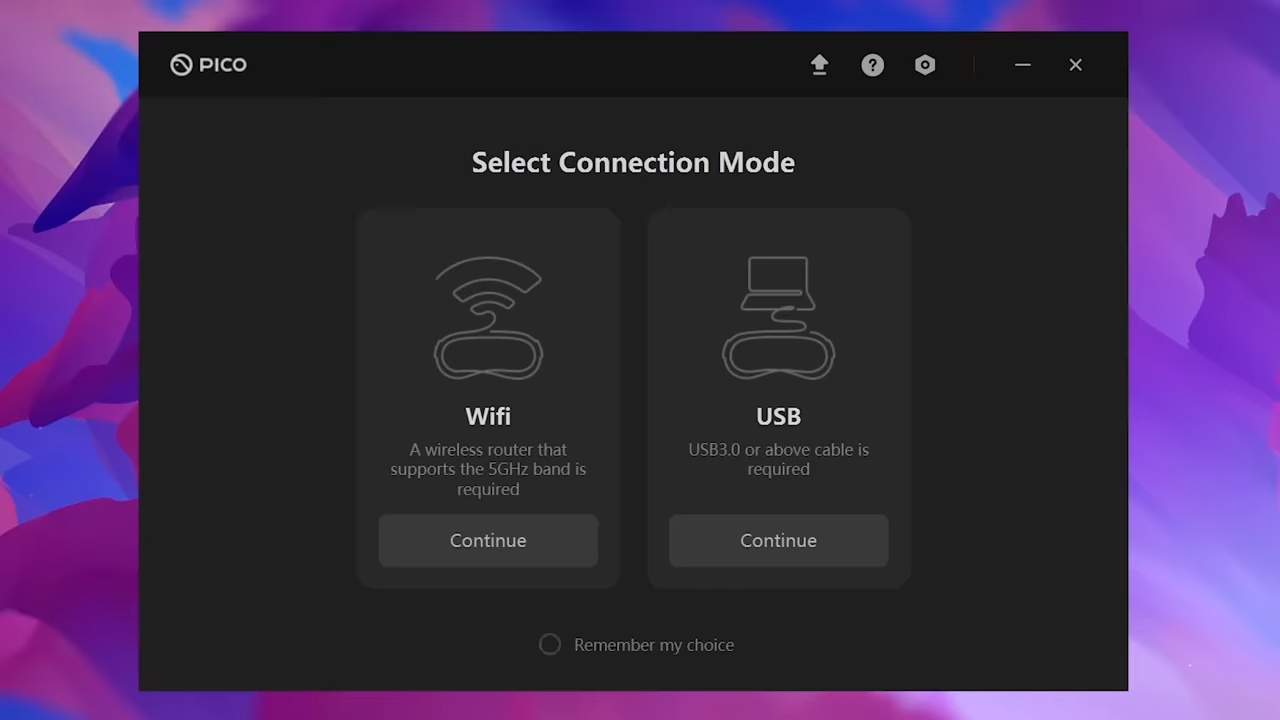 PICO
Select Connection Mode
Wifi
A wireless router that
supports the 5GHz band is
required
Continue
USB
USB3.0 or above cable is
required
Continue
Remember my choice